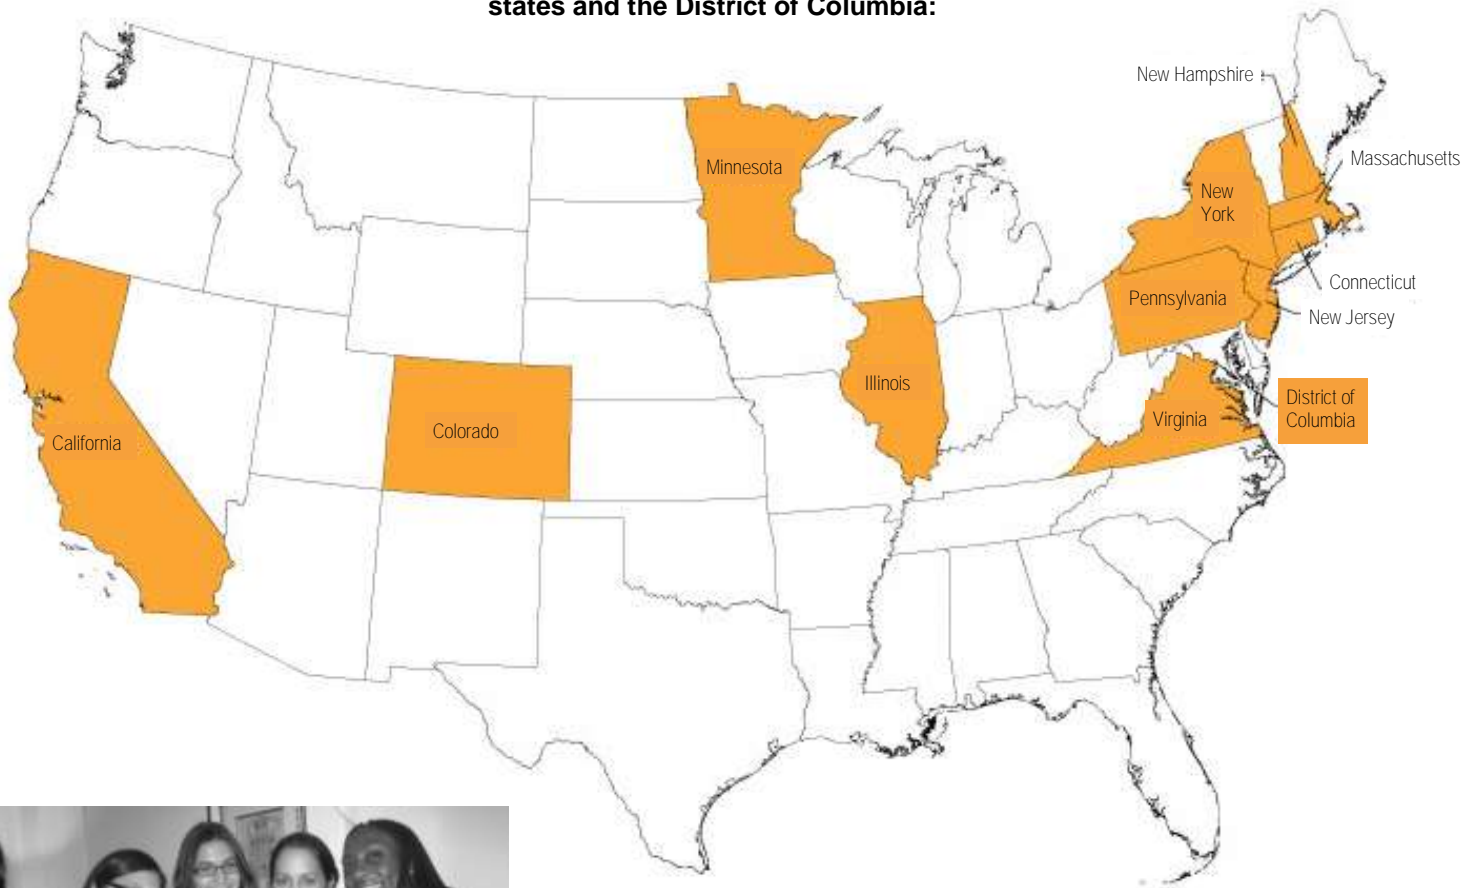 states and the District of Columbia:
New Hampshire
Massachusetts
Minnesota
New
York
Connecticut
Pennsylvania
New Jersey
Illinois
District of
Columbia
Virginia
Colorado
California